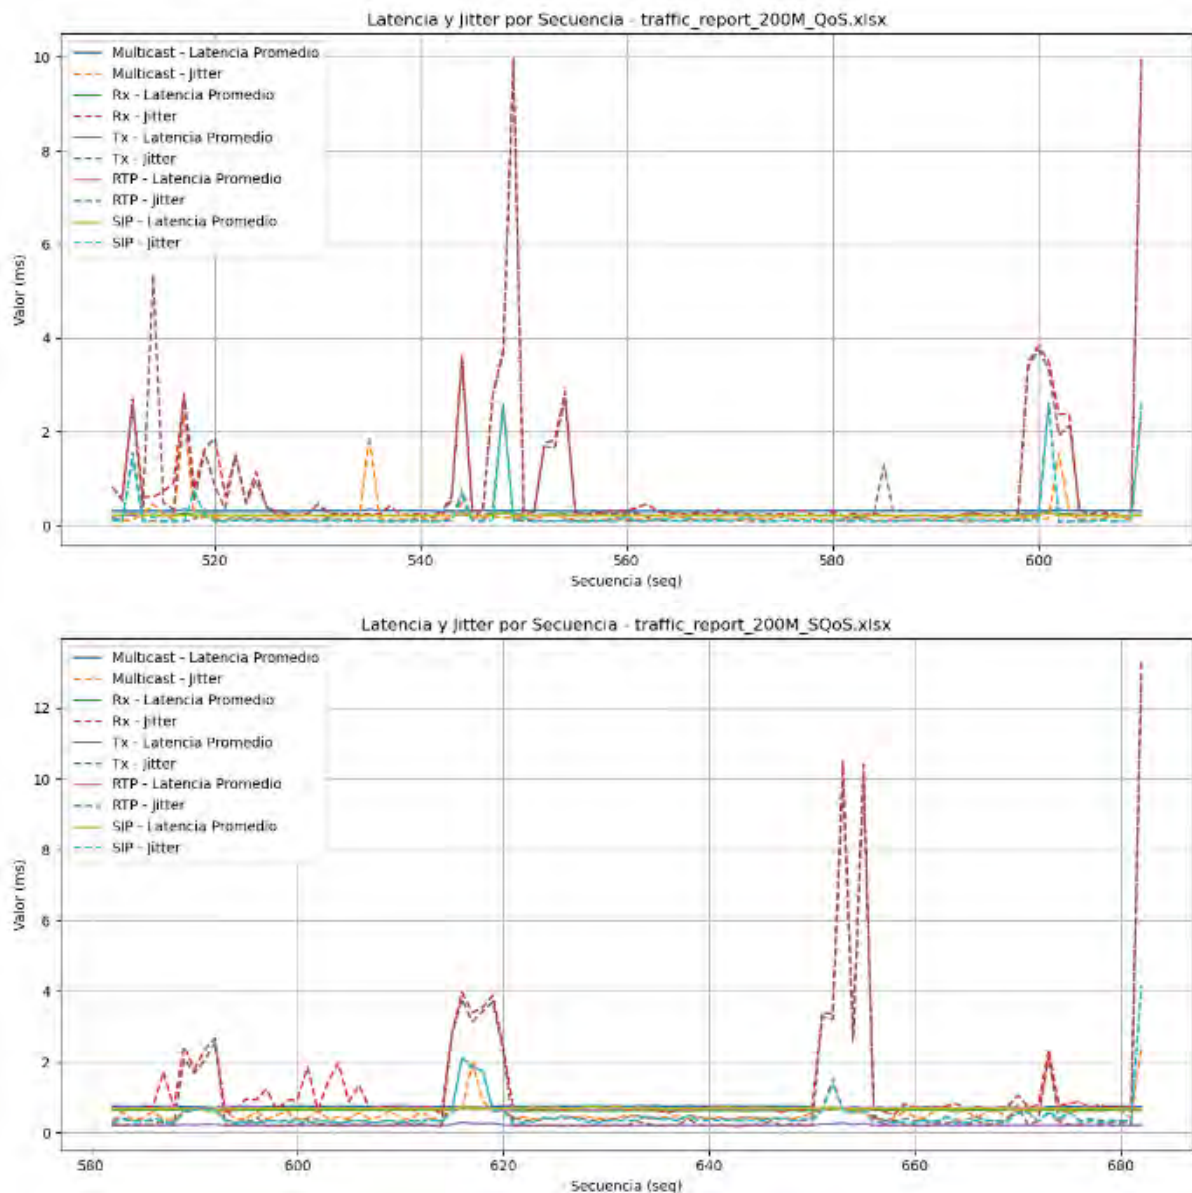 Latencia y Jitter por Secuencia - traffic_report_200M_QoS.xlsx
Multicast - Latencia Promedio
Multicast - Jitter
Rx - Latencia Promedio
Rx - Jitter
Tx - Latencia Promedio
Tx - Jitter
RTP - Latencia Promedio
RTP - Jitter
SIP - Latencia Promedio
SIP - Jitter
10
8
6
4
2
0
Valor (ms)
520
540
560
580
600
Secuencia (seq)
Latencia y Jitter por Secuencia - traffic_report_200M_SQoS.xlsx
Multicast - Latencia Promedio
Multicast - Jitter
Rx - Latencia Promedio
Rx - Jitter
Tx - Latencia Promedio
Tx - Jitter
RTP - Latencia Promedio
RTP - Jitter
SIP - Latencia Promedio
SIP - Jitter
12
10
8
6
4
2
0
Valor (ms)
580
600
620
640
660
680
Secuencia (seq)